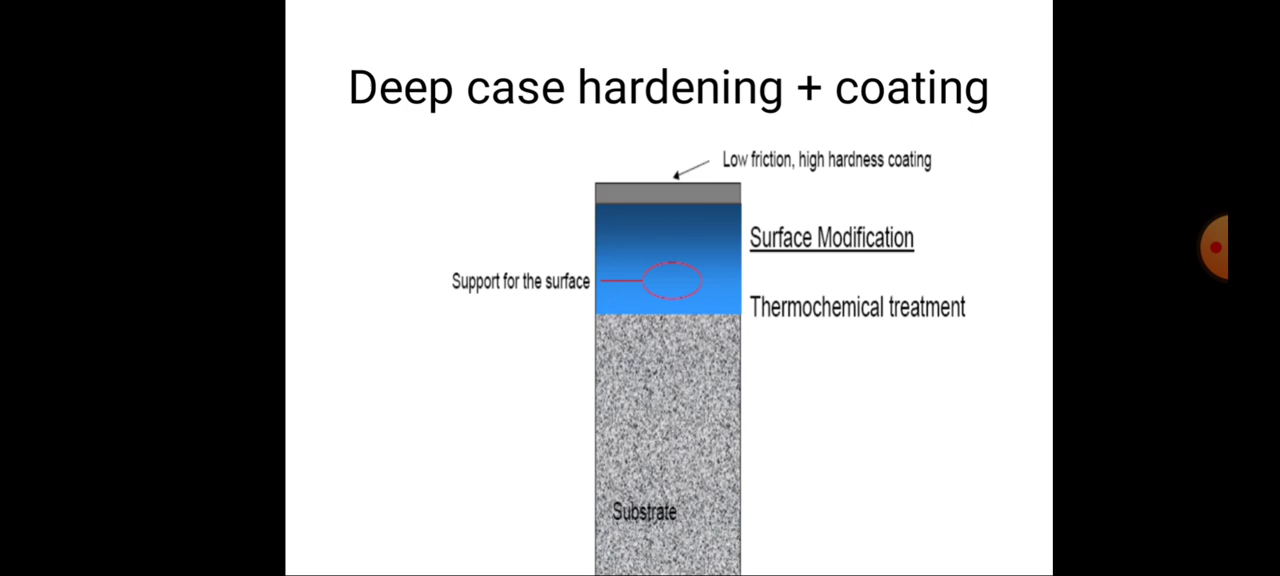 Deep case hardening + coating
Low friction, high hardness coating
Surface Modification
Support for the surface
Thermochemical treatment
Substrate